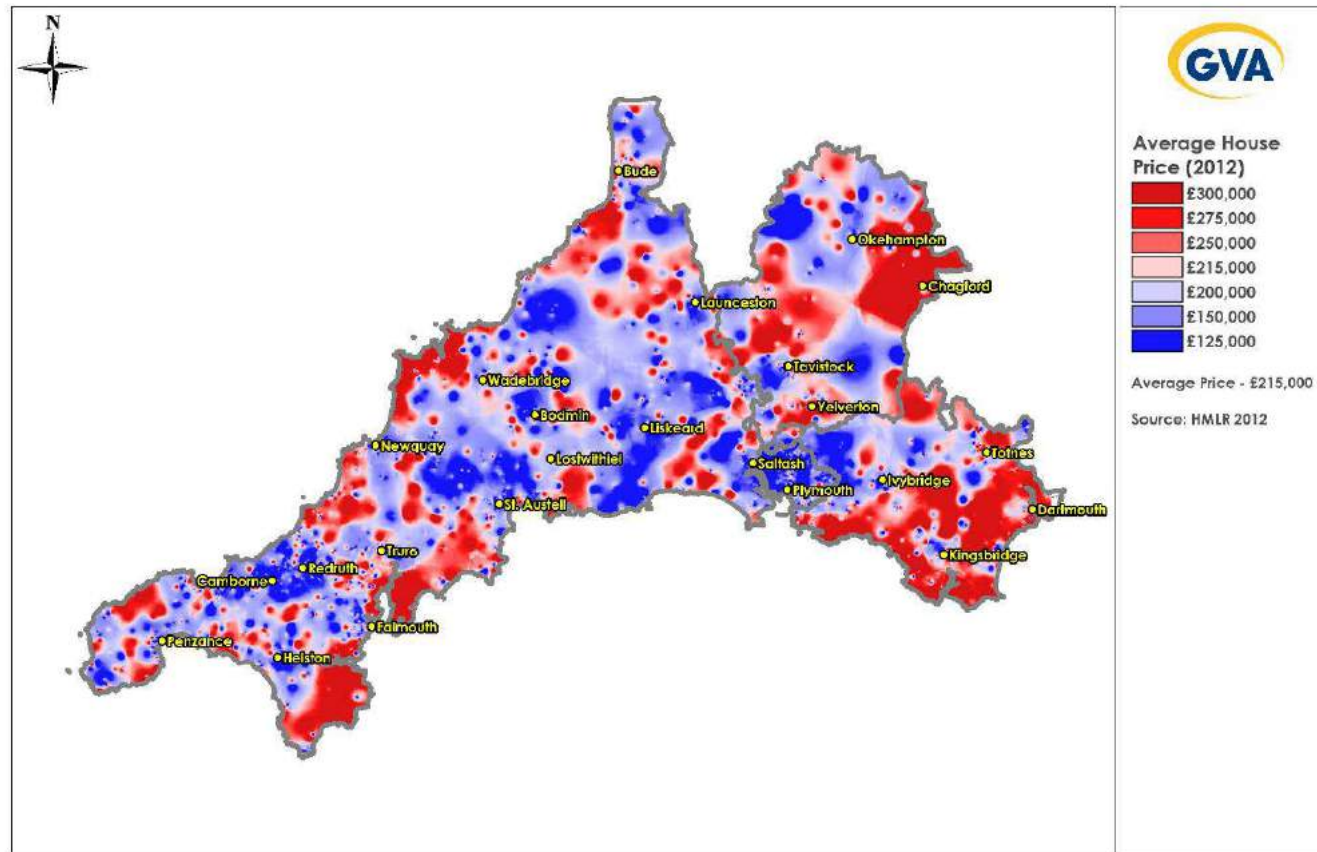 N
GVA
Average House
Price (2012)
£300,000
£275,000
£250,000
£215,000
£200,000
£150,000
£125,000
Average Price - £215,000
Source: HMLR 2012
Bude
Okehampton
Chagford
Launceston
Tavistock
Wadebridge
Yelverton
Bodmin
Liskeard
Newquay
Totnes
Lostwithiel
Saltash
Ivybridge
Plymouth
St. Austell
Dartmouth
Truro
Kingsbridge
Redruth
Camborne
Falmouth
Penzance
Helston